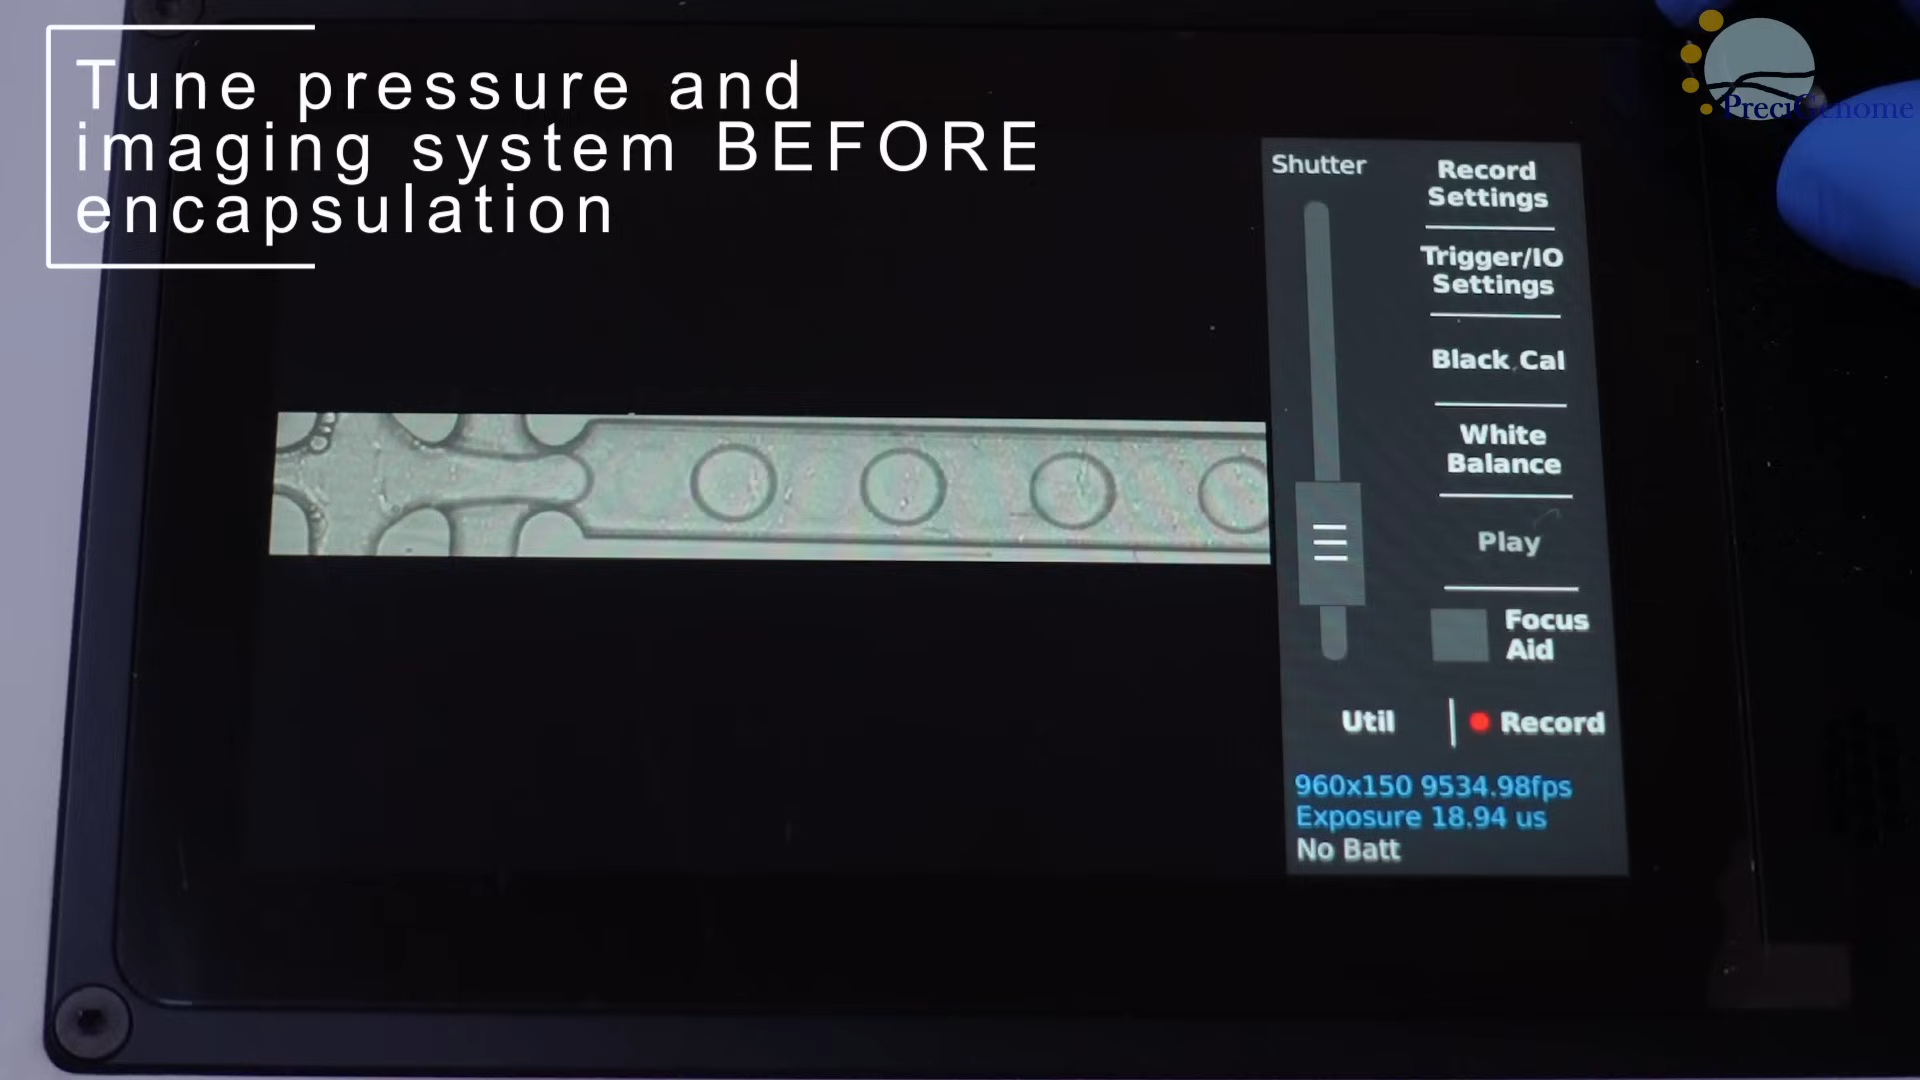 Tune pressure and
imaging system BEFORE
encapsulation
PreciGenome
Shutter
Record
Settings
Trigger/IO
Settings
Black Cal
White
Balance
Play
Focus
Aid
Util
Record
960x150 9534.98fps
Exposure 18.94 us
No Batt